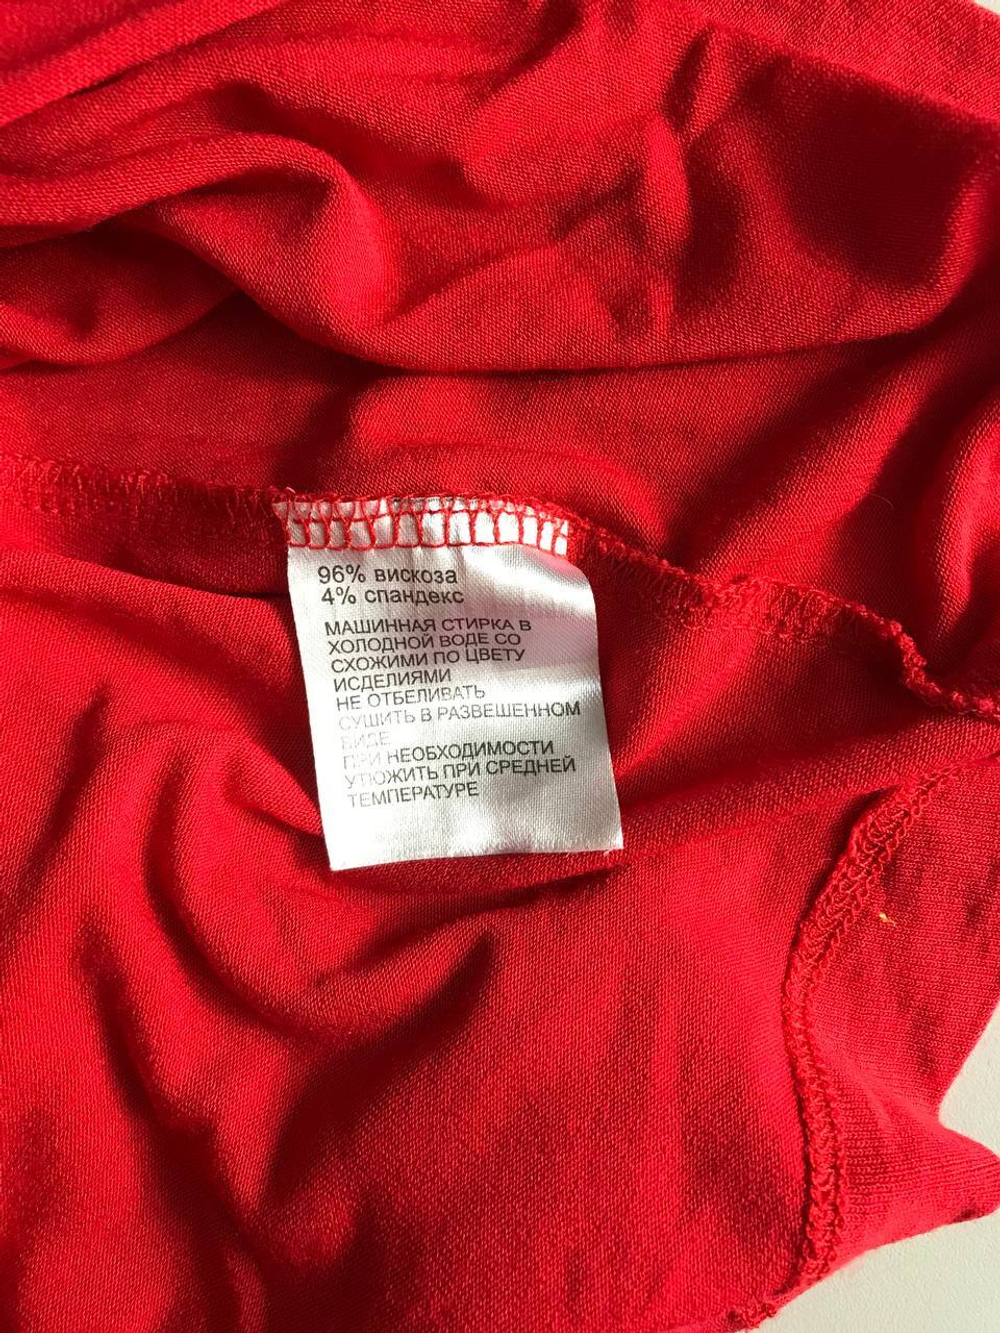 96% вискоза
4% спандекс
МАШИННАЯ СТИРКА В
ХОЛОДНОЙ ВОДЕ СО
СХОЖИМИ ПО ЦВЕТУ
ИСДЕЛИЯМИ
НЕ ОТБЕЛИВАТЬ
СУШИТЬ В РАЗВЕШЕННОМ
ВИДЕ
ПРИ НЕОБХОДИМОСТИ
УТЮЖИТЬ ПРИ СРЕДНЕЙ
ТЕМПЕРАТУРЕ